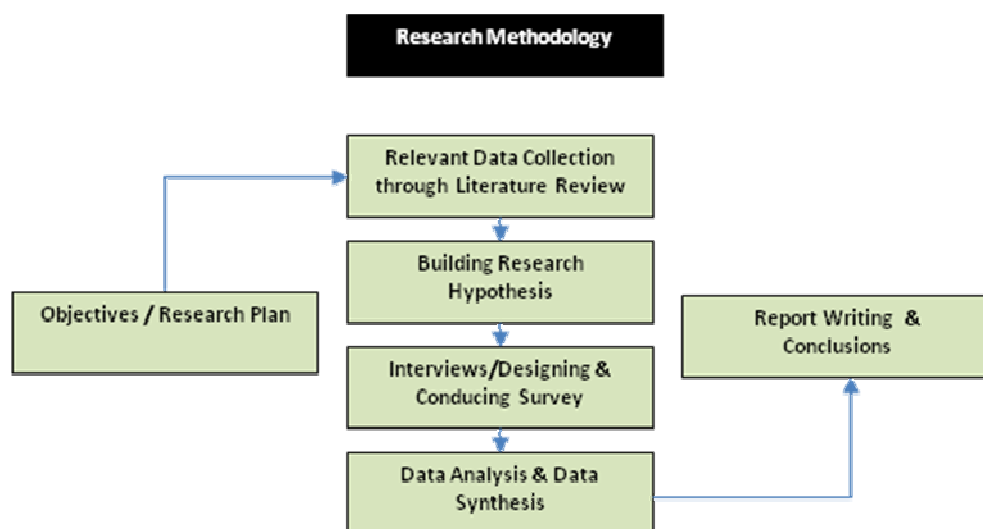 Research Methodology
Relevant Data Collection
through Literature Review
Building Research
Hypothesis
Objectives / Research Plan
Report Writing &
Conclusions
Interviews/Designing &
Conducing Survey
Data Analysis & Data
Synthesis